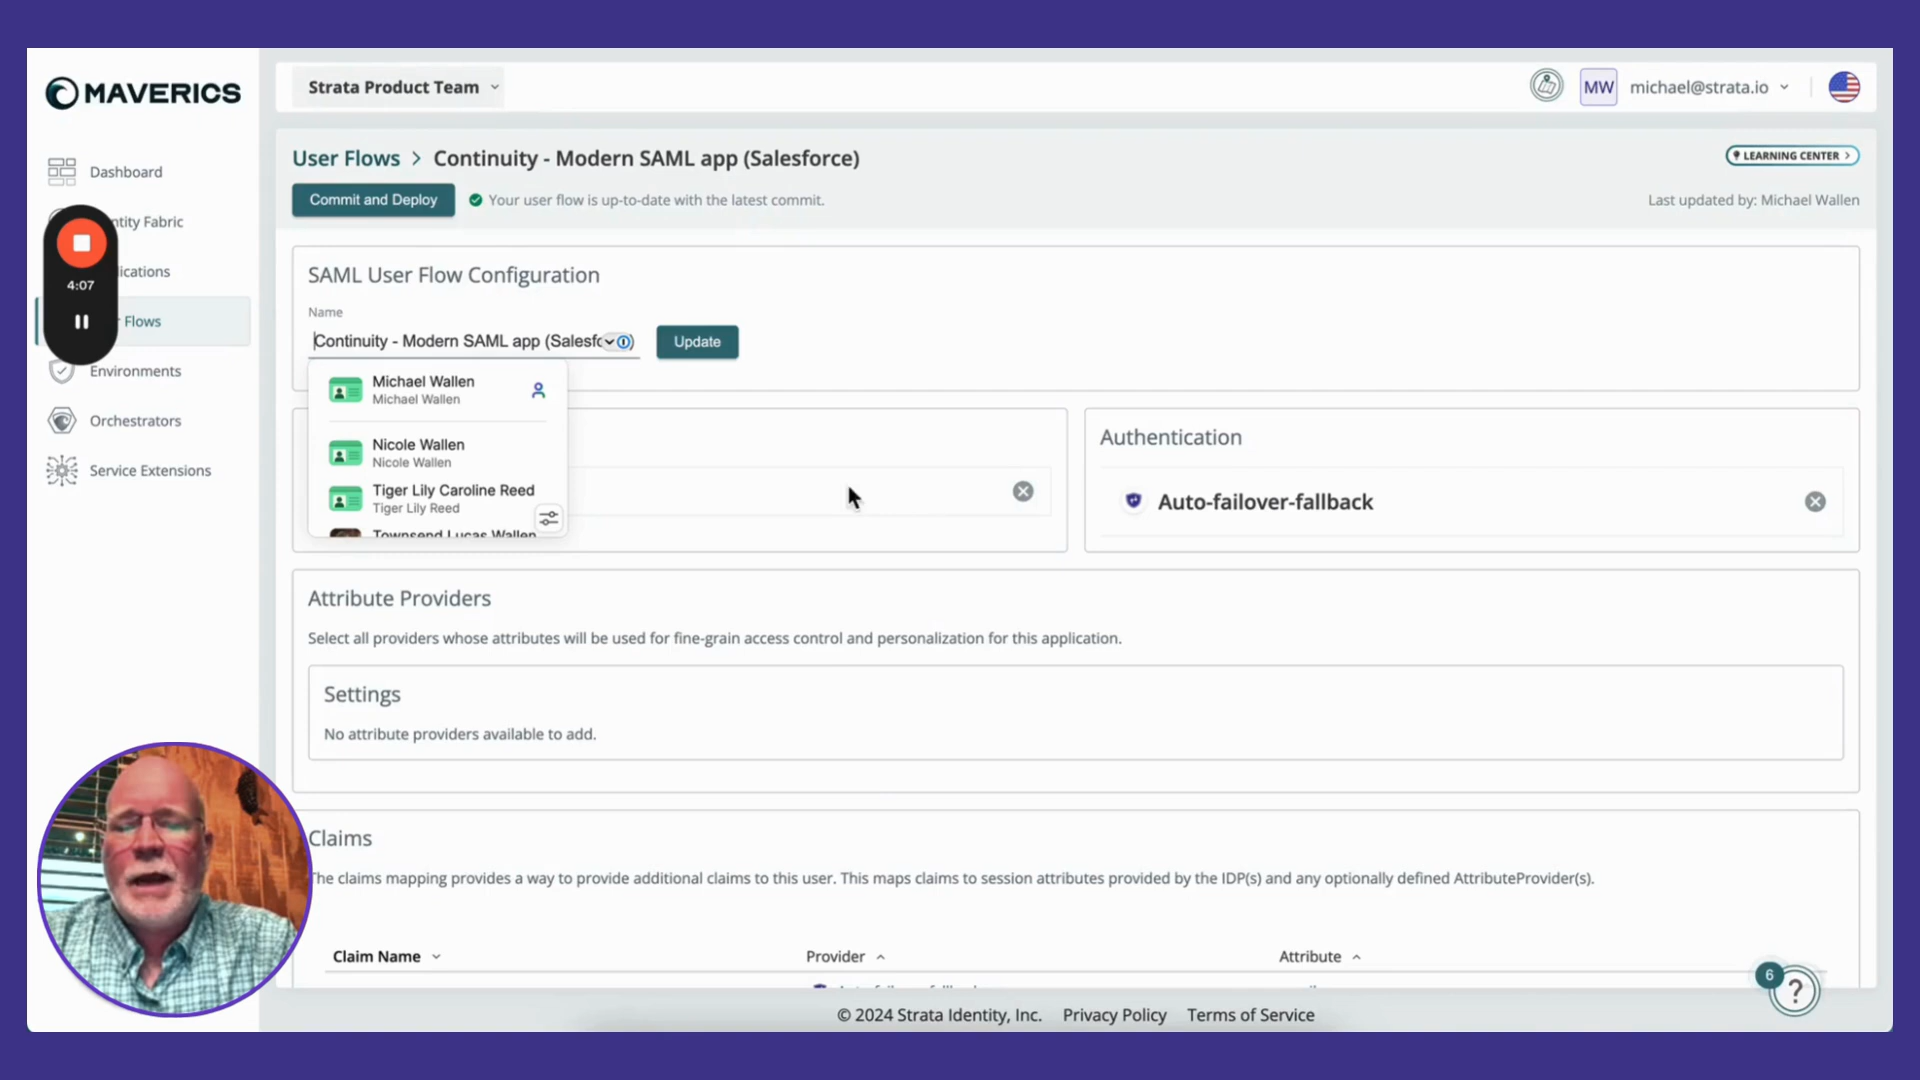 MAVERICS
Strata Product Team
MW
michael@strata.io
Dashboard
ntity Fabric
lications
Flows
Environments
Orchestrators
Service Extensions
4:07
User Flows > Continuity - Modern SAML app (Salesforce)
LEARNING CENTER >
Commit and Deploy
Your user flow is up-to-date with the latest commit.
Last updated by: Michael Wallen
SAML User Flow Configuration
Name
Continuity - Modern SAML app (Salesfo
Update
Michael Wallen
Michael Wallen
Nicole Wallen
Nicole Wallen
Tiger Lily Caroline Reed
Tiger Lily Reed
Townsend Lucas Wallen
Authentication
Auto-failover-fallback
Attribute Providers
Select all providers whose attributes will be used for fine-grain access control and personalization for this application.
Settings
No attribute providers available to add.
Claims
The claims mapping provides a way to provide additional claims to this user. This maps claims to session attributes provided by the IDP(s) and any optionally defined AttributeProvider(s).
Claim Name
Provider
Attribute
6
?
© 2024 Strata Identity, Inc.
Privacy Policy
Terms of Service